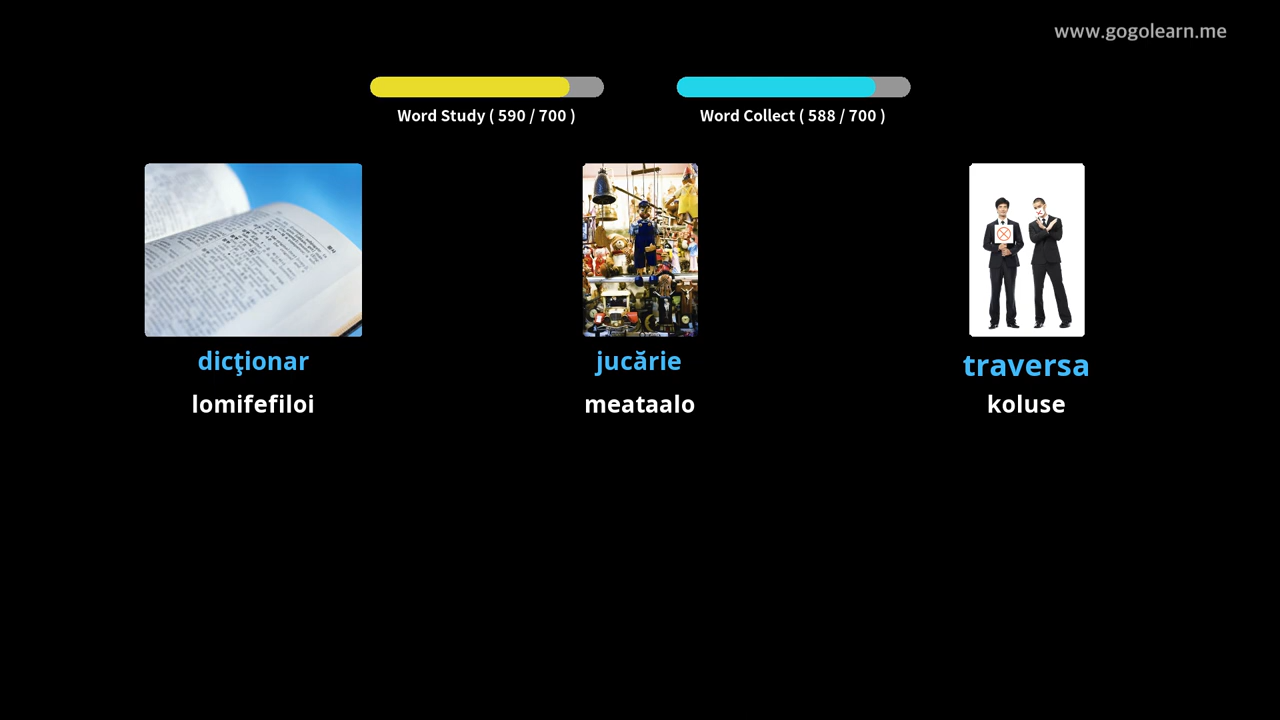 www.gogolearn.me
Word Study ( 590 / 700 )
Word Collect ( 588 / 700 )
dicţionar
jucărie
traversa
lomifefiloi
meataalo
koluse